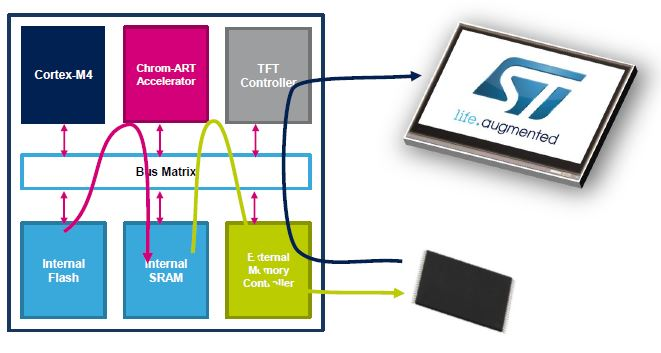 Cortex-M4
Chrom-ART
Accelerator
TFT
Controller
Bus Matrix
Internal
Flash
Internal
SRAM
External
Memory
Controller
ST
life.augmented